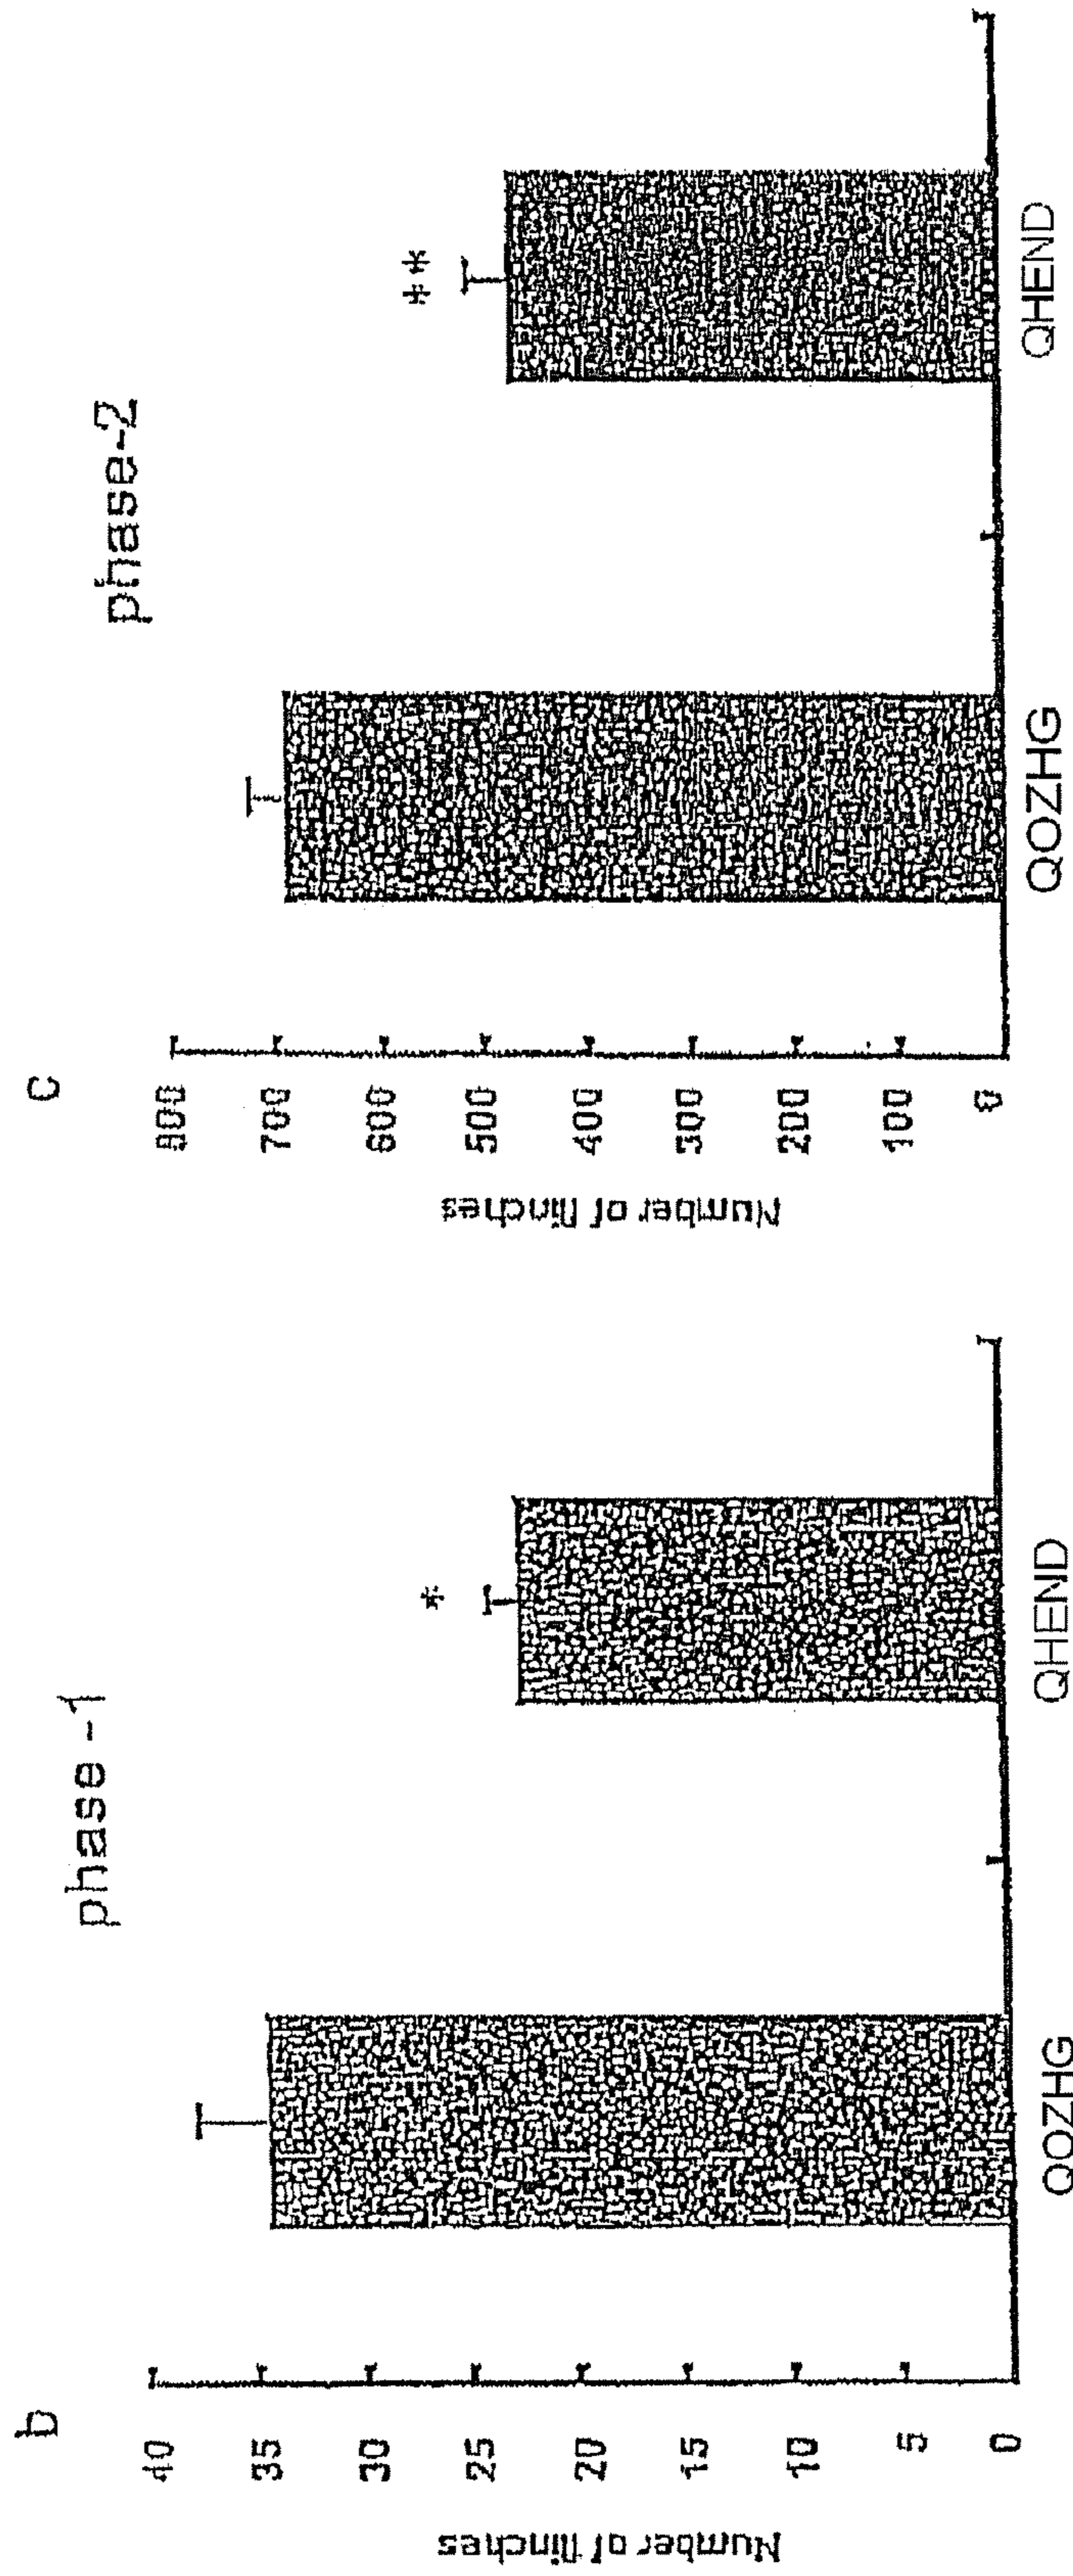 b
phase-1
Number of flinches
40
35
30
25
20
15
10
5
0
*
QOZHG
QHEND
c
phase-2
Number of flinches
800
700
600
500
400
300
200
100
0
**
QOZHG
QHEND